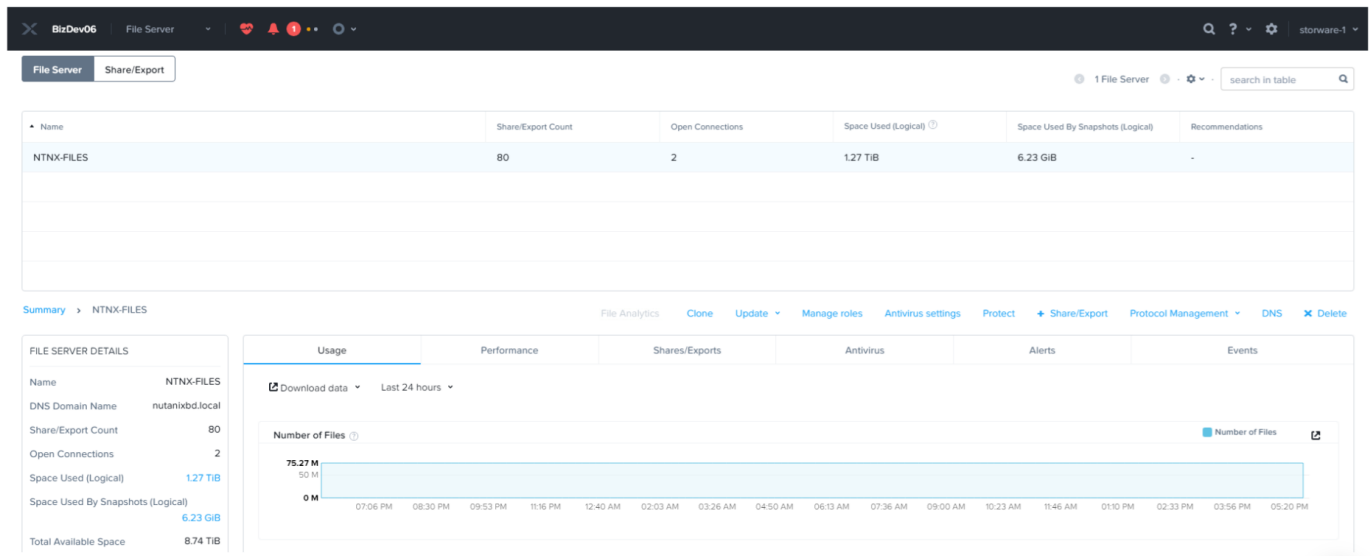 BizDev06 File Server 1 ? storware-1
File Server Share/Export
1 File Server search in table
Name Share/Export Count Open Connections Space Used (Logical) ? Space Used By Snapshots (Logical) Recommendations
NTNX-FILES 80 2 1.27 TiB 6.23 GiB -
Summary > NTNX-FILES File Analytics Clone Update Manage roles Antivirus settings Protect + Share/Export Protocol Management DNS × Delete
FILE SERVER DETAILS
Name NTNX-FILES
DNS Domain Name nutanixbd.local
Share/Export Count 80
Open Connections 2
Space Used (Logical) 1.27 TiB
Space Used By Snapshots (Logical)
6.23 GiB
Total Available Space 8.74 TiB
Usage Performance Shares/Exports Antivirus Alerts Events
Download data Last 24 hours
Number of Files ? Number of Files
75.27 M
50 M
0 M
07:06 PM 08:30 PM 09:53 PM 11:16 PM 12:40 AM 02:03 AM 03:26 AM 04:50 AM 06:13 AM 07:36 AM 09:00 AM 10:23 AM 11:46 AM 01:10 PM 02:33 PM 03:56 PM 05:20 PM